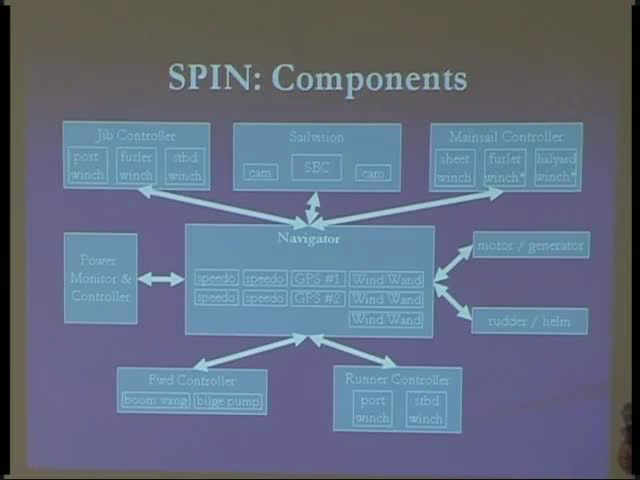 SPIN: Components
Jib Controller
port winch
furler winch
stbd winch
Sailvision
cam
SBC
cam
Mainsail Controller
sheet winch
furler winch*
halyard winch*
Navigator
speedo
speedo
GPS #1
Wind Wand
speedo
speedo
GPS #2
Wind Wand
Wind Wand
Power
Monitor &
Controller
motor / generator
rudder / helm
Fwd Controller
boom vang
bilge pump
Runner Controller
port winch
stbd winch